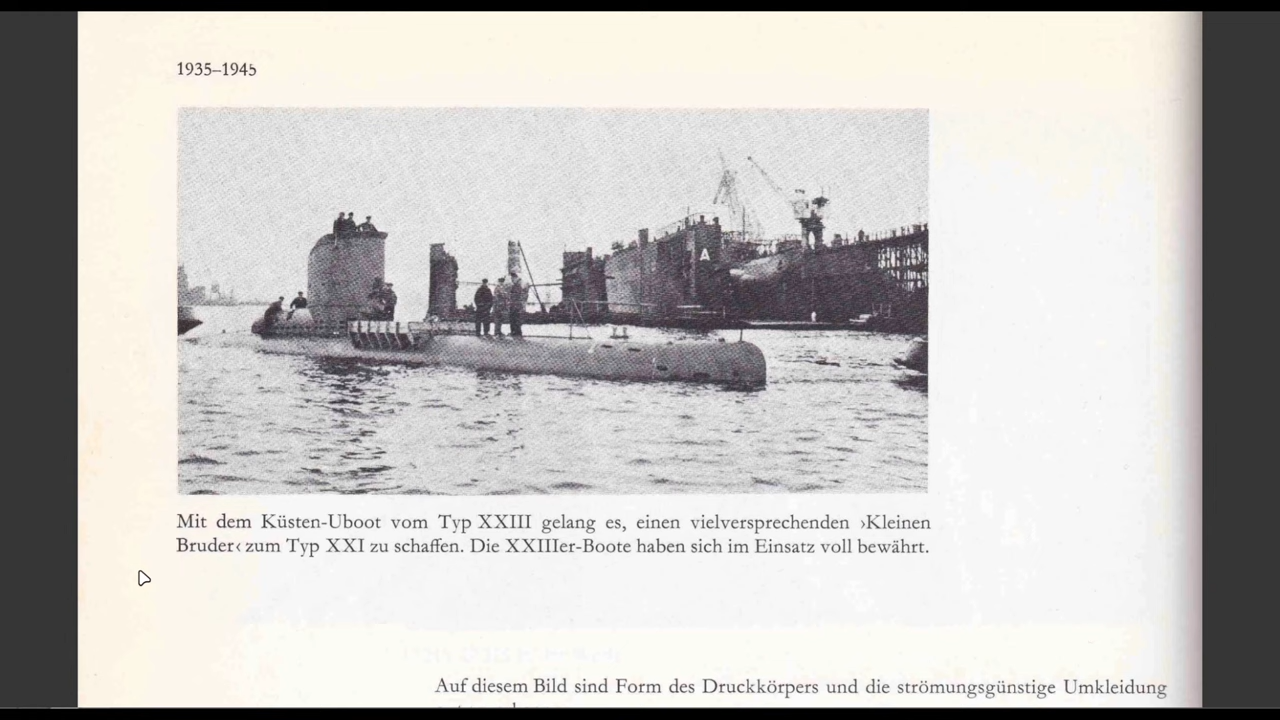 1935–1945
A
Mit dem Küsten-Uboot vom Typ XXIII gelang es, einen vielversprechenden ›Kleinen
Bruder‹ zum Typ XXI zu schaffen. Die XXIIIer-Boote haben sich im Einsatz voll bewährt.
Auf diesem Bild sind Form des Druckkörpers und die strömungsgünstige Umkleidung